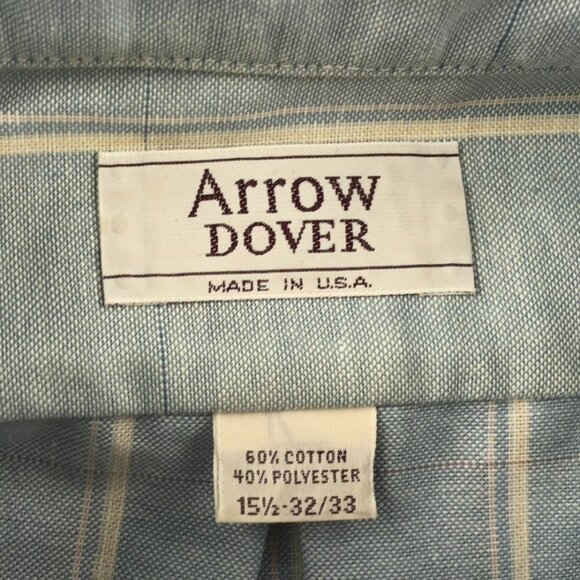 Arrow
DOVER
MADE IN U.S.A.
60% COTTON
40% POLYESTER
15½-32/33